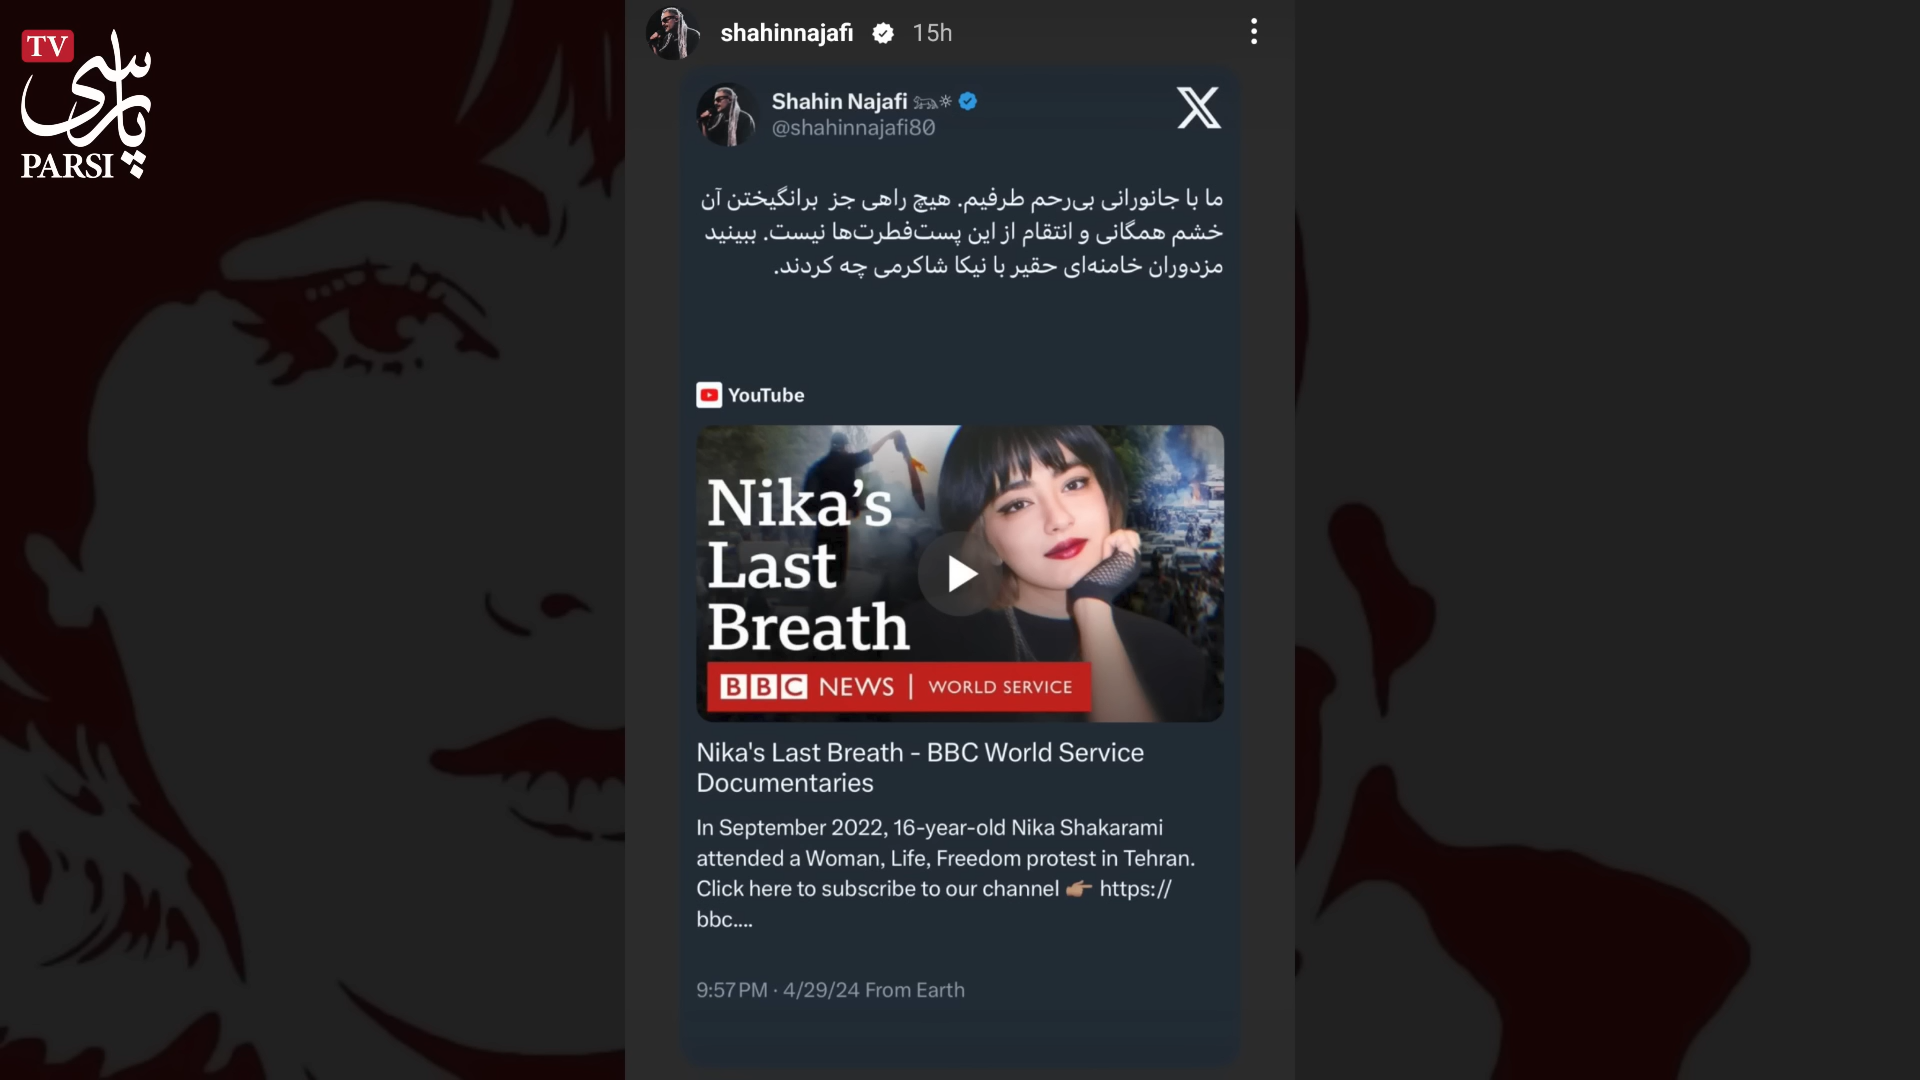 TV
پارسی
PARSI
shahinnajafi 15h
Shahin Najafi
@shahinnajafi80
ما با جانورانی بی‌رحم طرفیم. هیچ راهی جز برانگیختن آن
خشم همگانی و انتقام از این پست‌فطرت‌ها نیست. ببینید
مزدوران خامنه‌ای حقیر با نیکا شاکرمی چه کردند.
YouTube
Nika’s
Last
Breath
BBC NEWS | WORLD SERVICE
Nika's Last Breath - BBC World Service
Documentaries
In September 2022, 16-year-old Nika Shakarami
attended a Woman, Life, Freedom protest in Tehran.
Click here to subscribe to our channel 👉🏽 https://
bbc....
9:57 PM · 4/29/24 From Earth